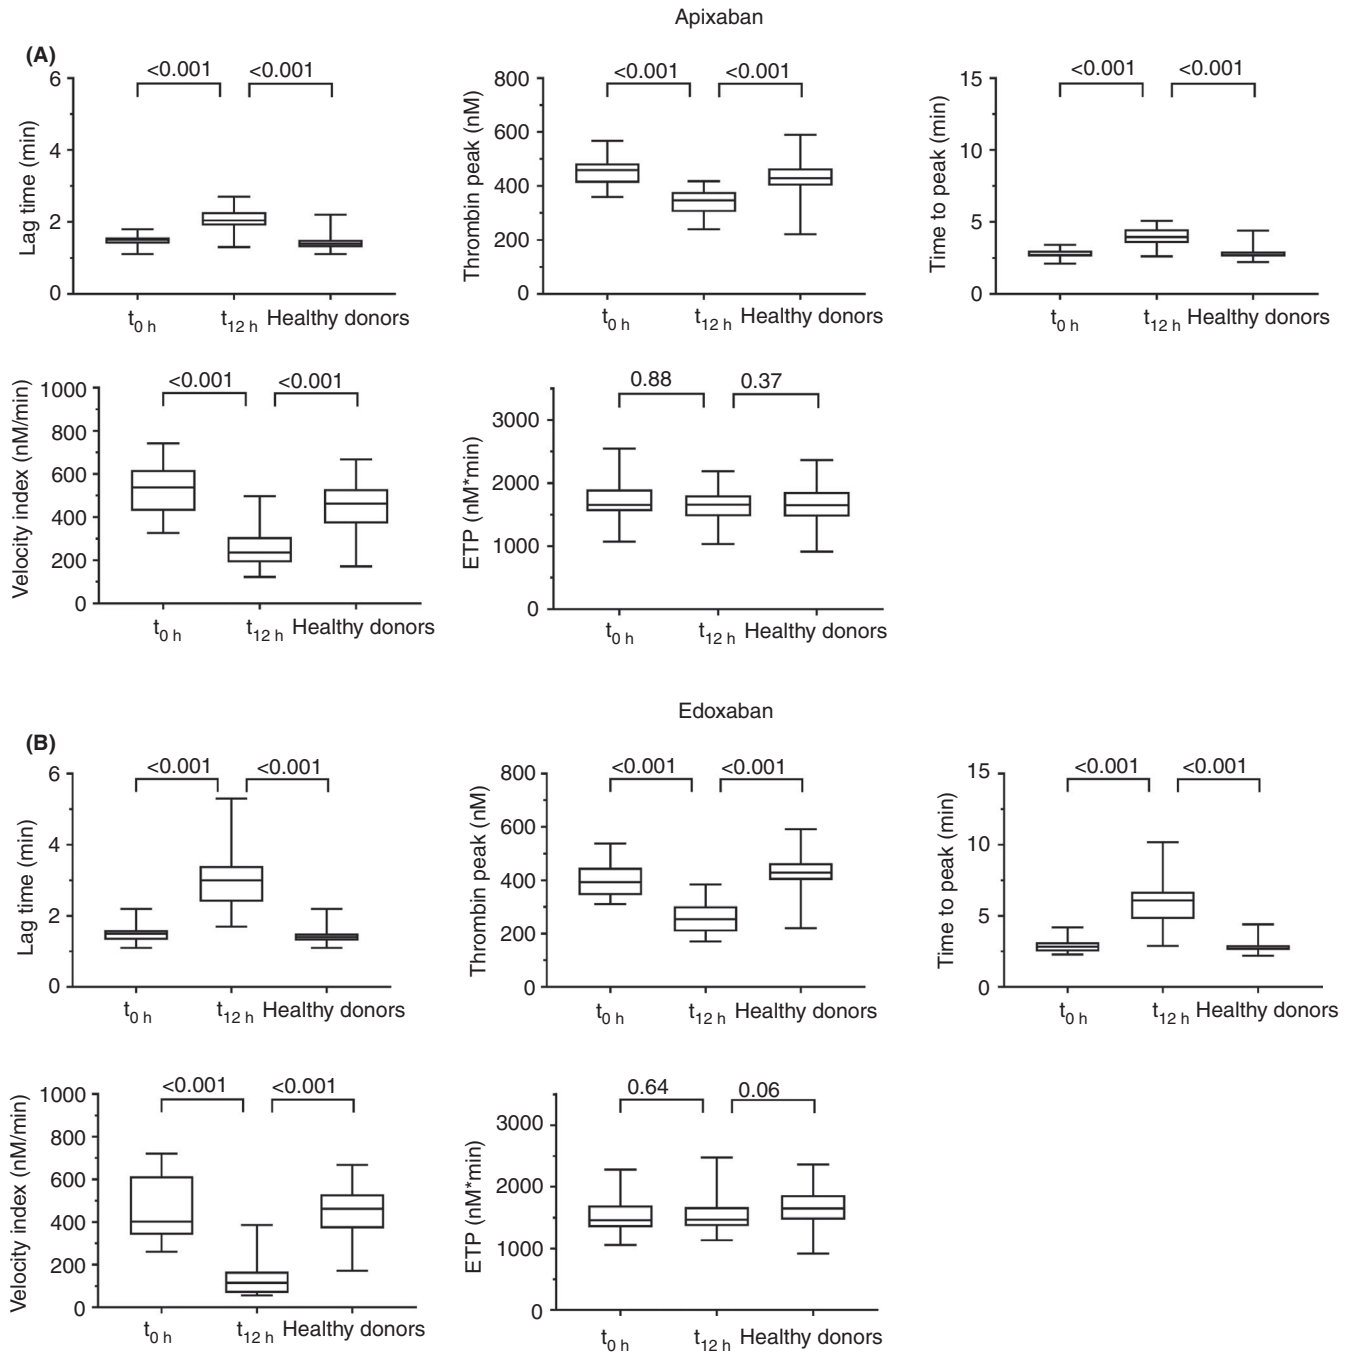 Apixaban
(A)
<0.001 <0.001
Lag time (min)
6
4
2
0
t0 h t12 h Healthy donors
<0.001 <0.001
Thrombin peak (nM)
800
600
400
200
0
t0 h t12 h Healthy donors
<0.001 <0.001
Time to peak (min)
15
10
5
0
t0 h t12 h Healthy donors
<0.001 <0.001
Velocity index (nM/min)
1000
800
600
400
200
0
t0 h t12 h Healthy donors
0.88 0.37
ETP (nM*min)
3000
2000
1000
0
t0 h t12 h Healthy donors
Edoxaban
(B)
<0.001 <0.001
Lag time (min)
6
4
2
0
t0 h t12 h Healthy donors
<0.001 <0.001
Thrombin peak (nM)
800
600
400
200
0
t0 h t12 h Healthy donors
<0.001 <0.001
Time to peak (min)
15
10
5
0
t0 h t12 h Healthy donors
<0.001 <0.001
Velocity index (nM/min)
1000
800
600
400
200
0
t0 h t12 h Healthy donors
0.64 0.06
ETP (nM*min)
3000
2000
1000
0
t0 h t12 h Healthy donors